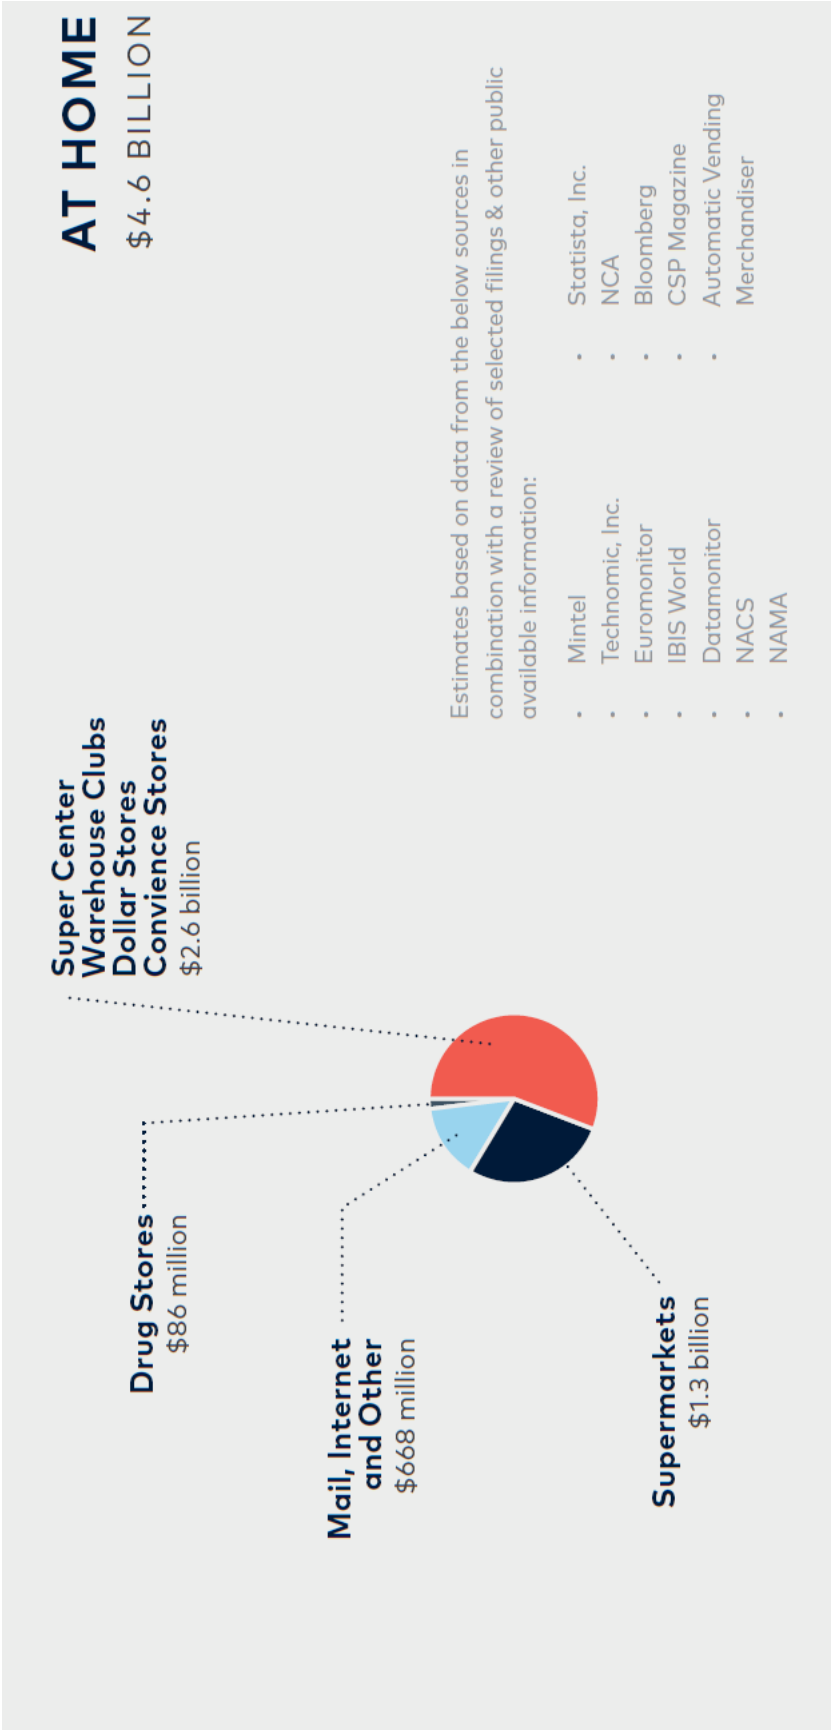 AT HOME
$4.6 BILLION
Super Center
Warehouse Clubs
Dollar Stores
Convience Stores
$2.6 billion
Drug Stores
$86 million
Mail, Internet
and Other
$668 million
Supermarkets
$1.3 billion
Estimates based on data from the below sources in
combination with a review of selected filings & other public
available information:
• Mintel
• Technomic, Inc.
• Euromonitor
• IBIS World
• Datamonitor
• NACS
• NAMA
• Statista, Inc.
• NCA
• Bloomberg
• CSP Magazine
• Automatic Vending
Merchandiser